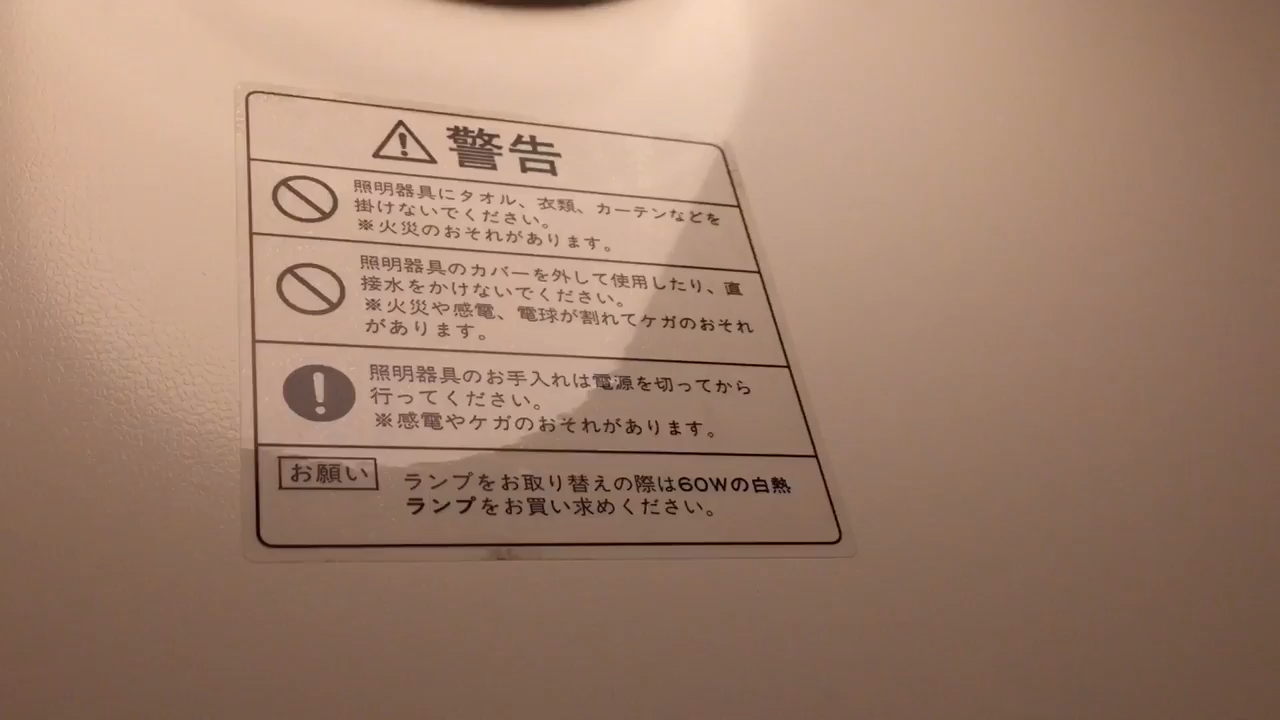 警告
照明器具にタオル、衣類、カーテンなどを
掛けないでください。
※火災のおそれがあります。
照明器具のカバーを外して使用したり、直
接水をかけないでください。
※火災や感電、電球が割れてケガのおそれ
があります。
照明器具のお手入れは電源を切ってから
行ってください。
※感電やケガのおそれがあります。
お願い
ランプをお取り替えの際は60Wの白熱
ランプをお買い求めください。